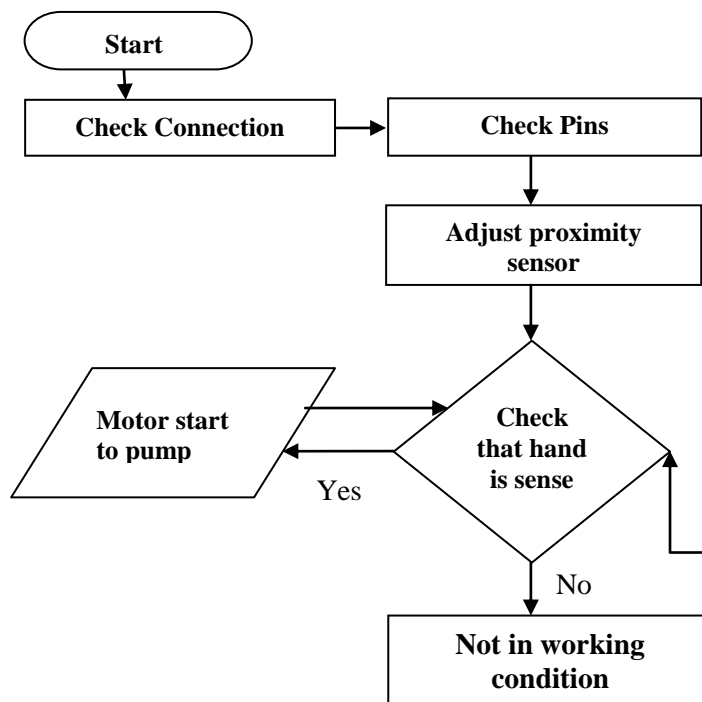 Start
Check Connection
Check Pins
Adjust proximity
sensor
Motor start
to pump
Check
that hand
is sense
Yes
No
Not in working
condition